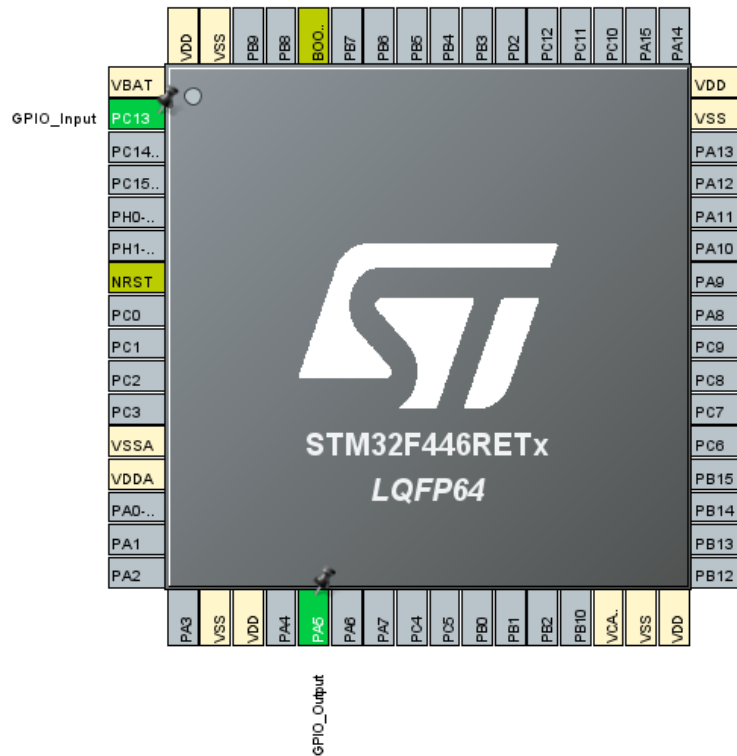 VDD
VSS
PB9
PB8
BOO..
PB7
PB6
PB5
PB4
PB3
PD2
PC12
PC11
PC10
PA15
PA14
VBAT
GPIO_Input PC13
PC14..
PC15..
PH0-..
PH1-..
NRST
PC0
PC1
PC2
PC3
VSSA
VDDA
PA0-..
PA1
PA2
ST
STM32F446RETx
LQFP64
VDD
VSS
PA13
PA12
PA11
PA10
PA9
PA8
PC9
PC8
PC7
PC6
PB15
PB14
PB13
PB12
PA3
VSS
VDD
PA4
PA5
PA6
PA7
PC4
PC5
PB0
PB1
PB2
PB10
VCA..
VSS
VDD
GPIO_Output